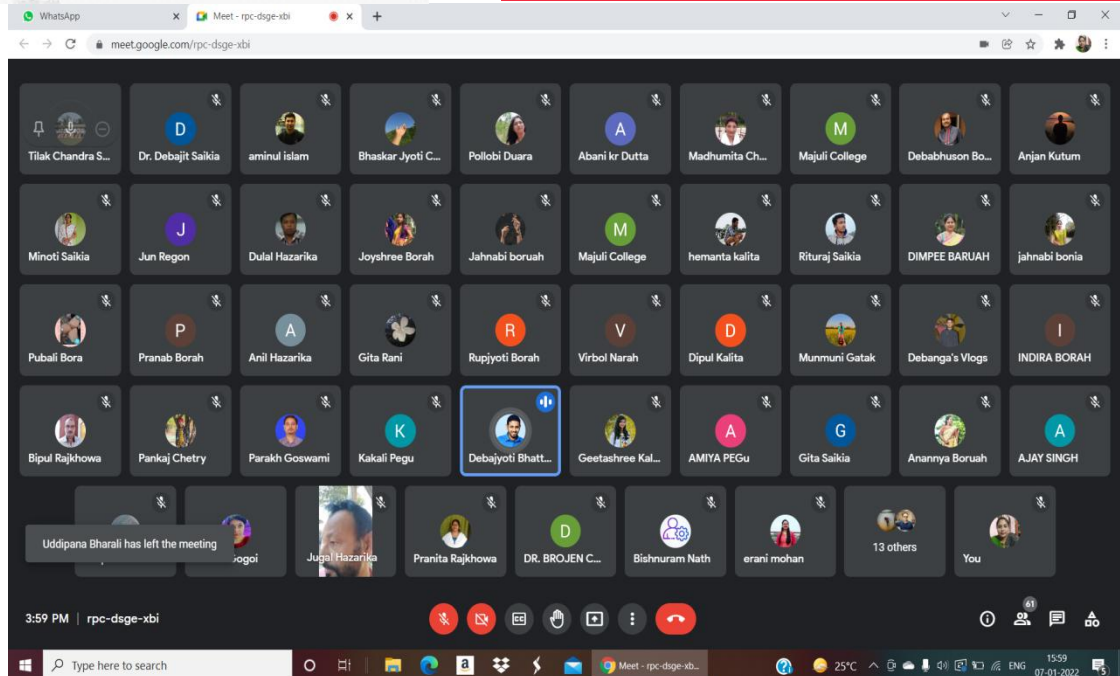 WhatsApp
Meet - rpc-dsge-xbi
meet.google.com/rpc-dsge-xbi
Tilak Chandra S... D Dr. Debajit Saikia aminul islam Bhaskar Jyoti C... Pollobi Duara A Abani kr Dutta Madhumita Ch... M Majuli College Debabhuson Bo... Anjan Kutum
Minoti Saikia J Jun Regon Dulal Hazarika Joyshree Borah Jahnabi boruah M Majuli College hemanta kalita Rituraj Saikia DIMPEE BARUAH jahnabi bonia
Pubali Bora P Pranab Borah A Anil Hazarika Gita Rani R Rupjyoti Borah V Virbol Narah D Dipul Kalita Munmuni Gatak Debanga's Vlogs I INDIRA BORAH
Bipul Rajkhowa Pankaj Chetry Parakh Goswami K Kakali Pegu Debajyoti Bhatt... Geetashree Kal... A AMIYA PEGu G Gita Saikia Anannya Boruah A AJAY SINGH
Uddipana Bharali has left the meeting
Jugal Hazarika Pranita Rajkhowa D DR. BROJEN C... Bishnuram Nath erani mohan 13 others You
3:59 PM | rpc-dsge-xbi
61
Type here to search
a
Meet - rpc-dsge-xb...
25°C
ENG
15:59
07-01-2022
5